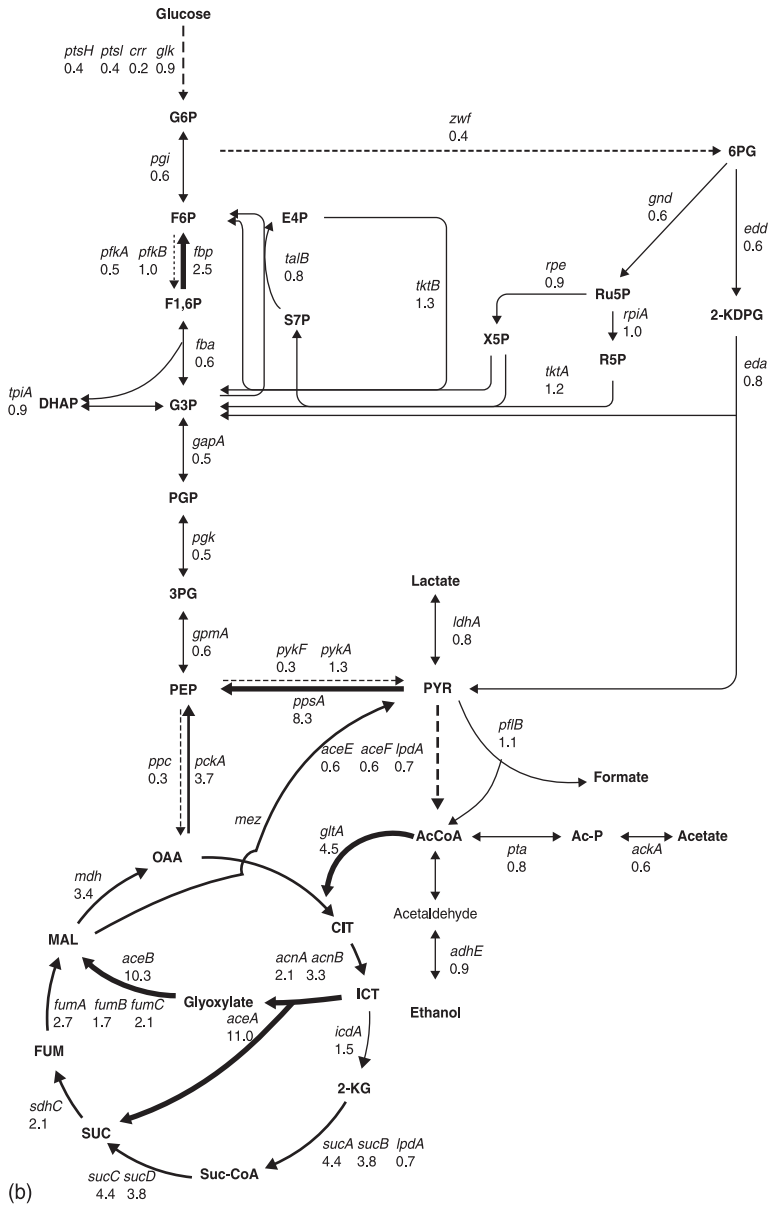 Glucose
ptsH ptsI crr glk
0.4 0.4 0.2 0.9
G6P
zwf
0.4
6PG
pgi
0.6
gnd
0.6
edd
0.6
F6P
E4P
pfkA pfkB fbp
0.5 1.0 2.5
talB
0.8
tktB
1.3
rpe
0.9
Ru5P
F1,6P
S7P
rpiA
1.0
2-KDPG
X5P
fba
0.6
R5P
tktA
1.2
eda
0.8
tpiA
0.9
DHAP
G3P
gapA
0.5
PGP
pgk
0.5
Lactate
3PG
ldhA
0.8
gpmA
0.6
pykF pykA
0.3 1.3
PEP
PYR
ppsA
8.3
pflB
1.1
aceE aceF lpdA
0.6 0.6 0.7
ppc pckA
0.3 3.7
Formate
mez
gltA
4.5
AcCoA
pta
0.8
Ac-P
ackA
0.6
Acetate
OAA
mdh
3.4
Acetaldehyde
CIT
MAL
adhE
0.9
aceB
10.3
acnA acnB
2.1 3.3
Glyoxylate
ICT
Ethanol
fumA fumB fumC
2.7 1.7 2.1
aceA
11.0
icdA
1.5
FUM
2-KG
sdhC
2.1
SUC
sucA sucB lpdA
4.4 3.8 0.7
sucC sucD
4.4 3.8
Suc-CoA
(b)